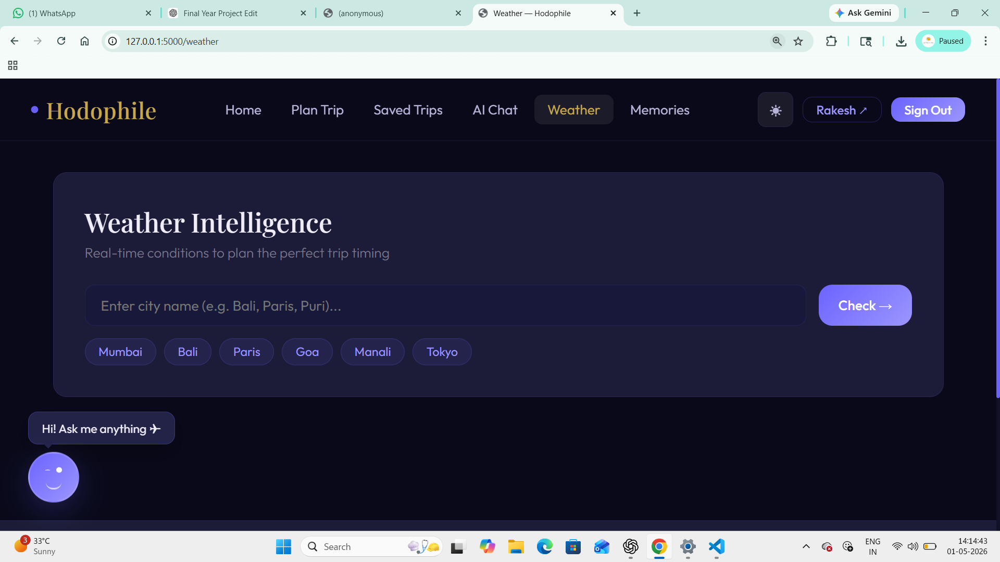 (1) WhatsApp
Final Year Project Edit
(anonymous)
Weather — Hodophile
Ask Gemini
127.0.0.1:5000/weather
Paused
Hodophile
Home
Plan Trip
Saved Trips
AI Chat
Weather
Memories
Rakesh ↗
Sign Out
Weather Intelligence
Real-time conditions to plan the perfect trip timing
Enter city name (e.g. Bali, Paris, Puri)...
Check →
Mumbai
Bali
Paris
Goa
Manali
Tokyo
Hi! Ask me anything ✈
3
33°C
Sunny
Search
ENG
IN
14:14:43
01-05-2026